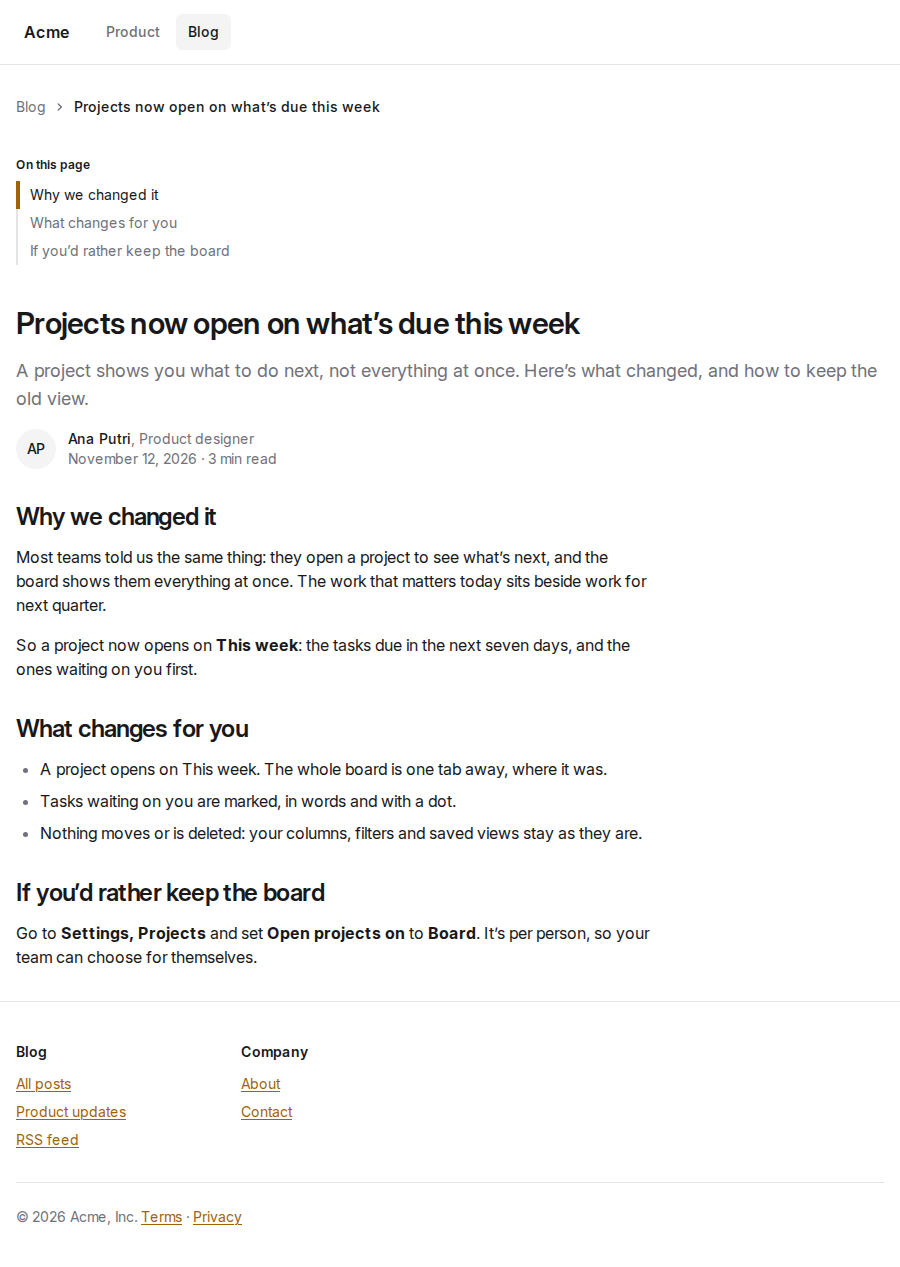 Acme Product Blog
Blog > Projects now open on what’s due this week
On this page
Why we changed it
What changes for you
If you’d rather keep the board
Projects now open on what’s due this week
A project shows you what to do next, not everything at once. Here’s what changed, and how to keep the
old view.
AP
Ana Putri, Product designer
November 12, 2026 · 3 min read
Why we changed it
Most teams told us the same thing: they open a project to see what’s next, and the
board shows them everything at once. The work that matters today sits beside work for
next quarter.
So a project now opens on This week: the tasks due in the next seven days, and the
ones waiting on you first.
What changes for you
• A project opens on This week. The whole board is one tab away, where it was.
• Tasks waiting on you are marked, in words and with a dot.
• Nothing moves or is deleted: your columns, filters and saved views stay as they are.
If you’d rather keep the board
Go to Settings, Projects and set Open projects on to Board. It’s per person, so your
team can choose for themselves.
Blog
All posts
Product updates
RSS feed
Company
About
Contact
© 2026 Acme, Inc. Terms · Privacy